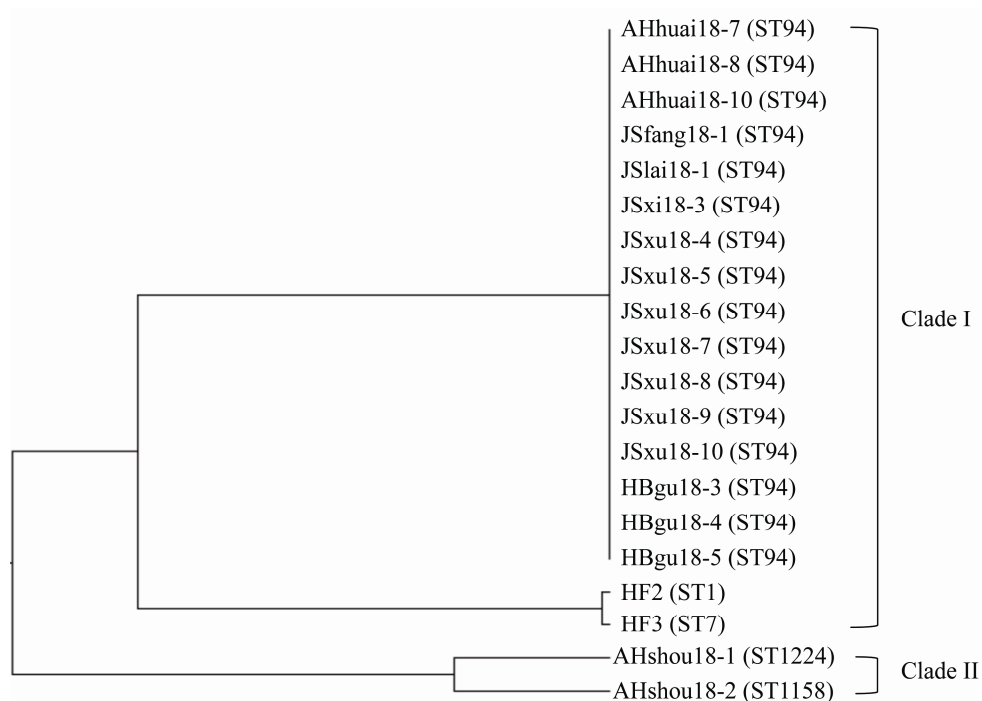 AHhuai18-7 (ST94)
AHhuai18-8 (ST94)
AHhuai18-10 (ST94)
JSfang18-1 (ST94)
JSlai18-1 (ST94)
JSxi18-3 (ST94)
JSxu18-4 (ST94)
JSxu18-5 (ST94)
JSxu18-6 (ST94)
JSxu18-7 (ST94)
JSxu18-8 (ST94)
JSxu18-9 (ST94)
JSxu18-10 (ST94)
HBgu18-3 (ST94)
HBgu18-4 (ST94)
HBgu18-5 (ST94)
HF2 (ST1)
HF3 (ST7)
Clade I
AHshou18-1 (ST1224)
AHshou18-2 (ST1158)
Clade II